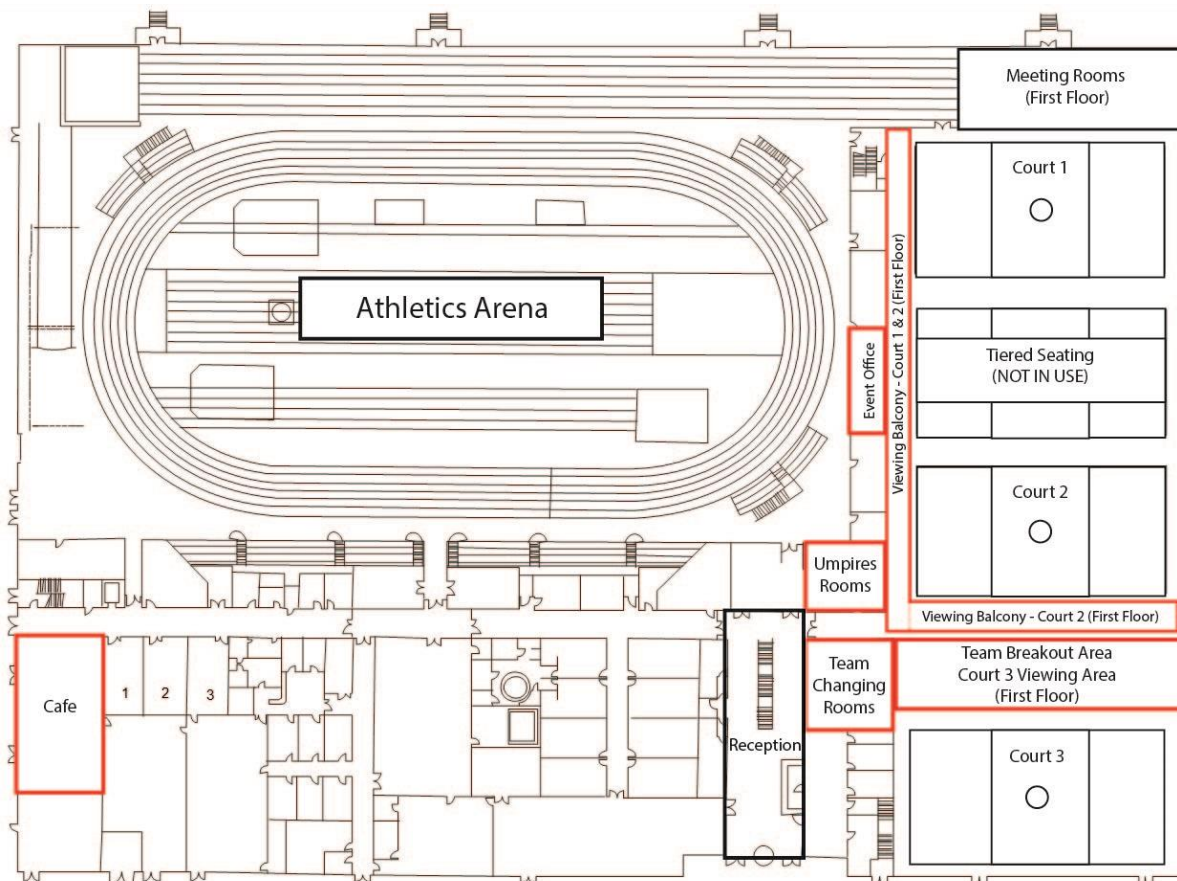 Meeting Rooms
(First Floor)
Court 1
Viewing Balcony - Court 1 & 2 (First Floor)
Athletics Arena
Event Office
Tiered Seating
(NOT IN USE)
Court 2
Umpires
Rooms
Viewing Balcony - Court 2 (First Floor)
Team Breakout Area
Court 3 Viewing Area
(First Floor)
Team
Changing
Rooms
Cafe
1
2
3
Reception
Court 3